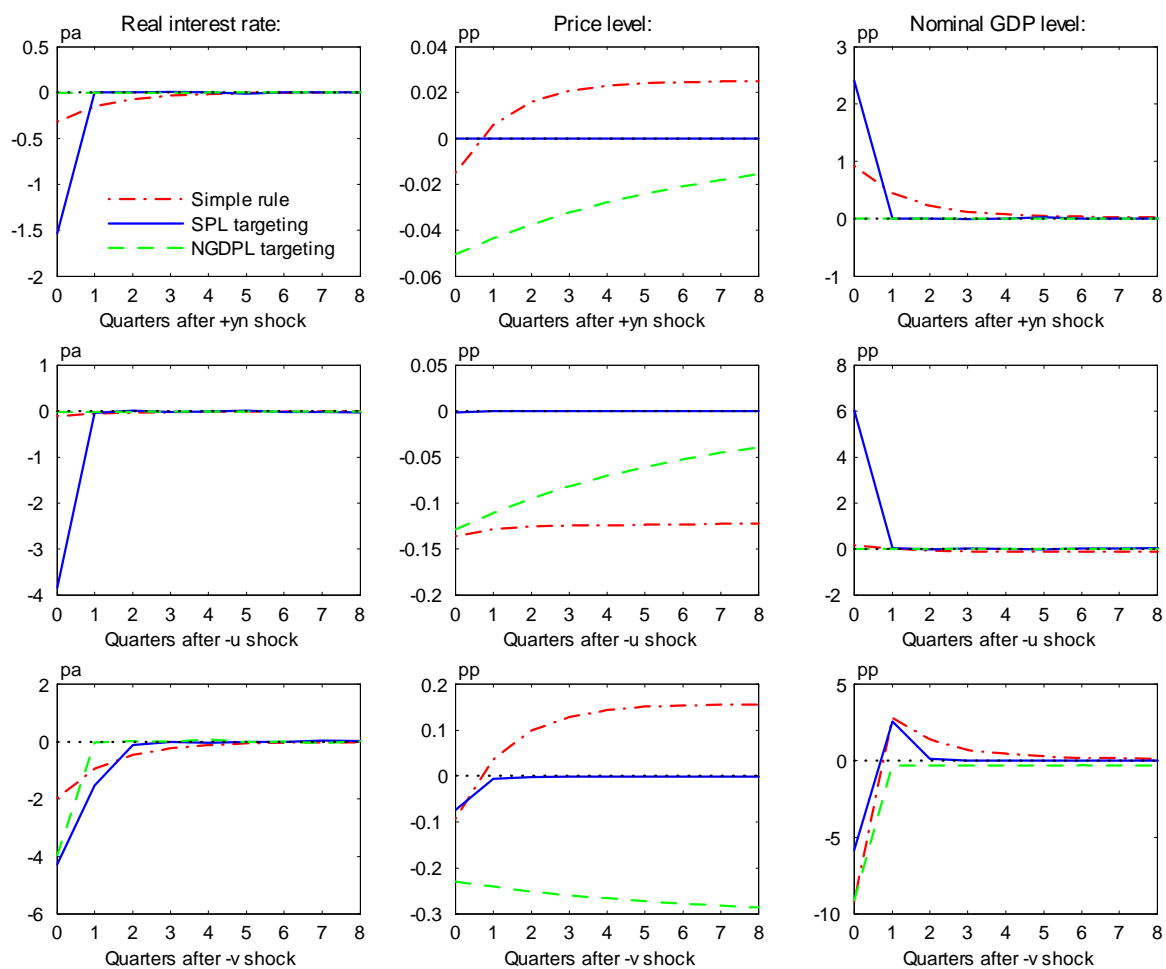 Real interest rate:
Price level:
Nominal GDP level:
pa
pp
pp
0.5
0
-0.5
-1
-1.5
-2
Simple rule
SPL targeting
NGDPL targeting
0 1 2 3 4 5 6 7 8
Quarters after +yn shock
0.04
0.02
0
-0.02
-0.04
-0.06
0 1 2 3 4 5 6 7 8
Quarters after +yn shock
3
2
1
0
-1
0 1 2 3 4 5 6 7 8
Quarters after +yn shock
pa
pp
pp
1
0
-1
-2
-3
-4
0 1 2 3 4 5 6 7 8
Quarters after -u shock
0.05
0
-0.05
-0.1
-0.15
-0.2
0 1 2 3 4 5 6 7 8
Quarters after -u shock
8
6
4
2
0
-2
0 1 2 3 4 5 6 7 8
Quarters after -u shock
pa
pp
pp
2
0
-2
-4
-6
0 1 2 3 4 5 6 7 8
Quarters after -v shock
0.2
0.1
0
-0.1
-0.2
-0.3
0 1 2 3 4 5 6 7 8
Quarters after -v shock
5
0
-5
-10
0 1 2 3 4 5 6 7 8
Quarters after -v shock